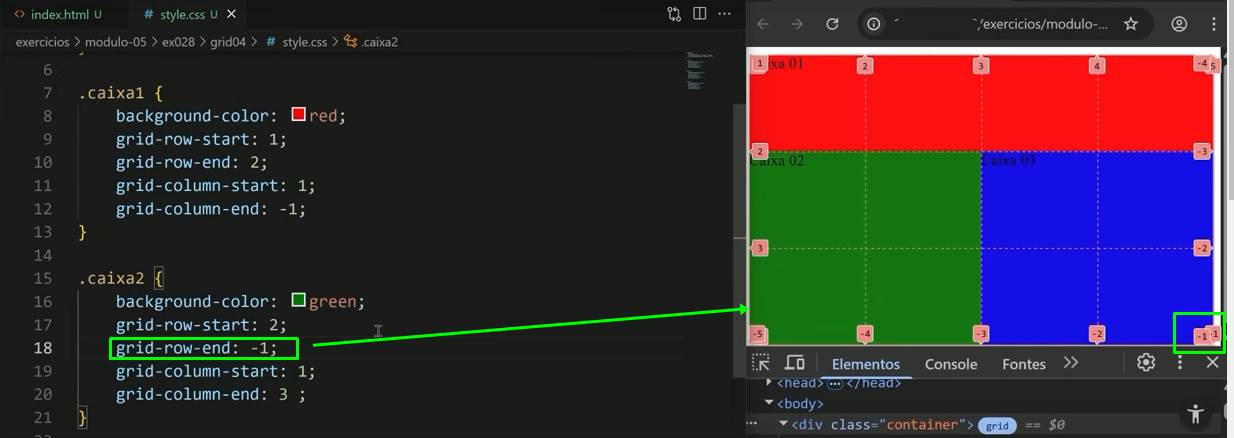 index.html U
style.css U
exercicios > modulo-05 > ex028 > grid04 > style.css > .caixa2
6
7 .caixa1 {
8 background-color: red;
9 grid-row-start: 1;
10 grid-row-end: 2;
11 grid-column-start: 1;
12 grid-column-end: -1;
13 }
14
15 .caixa2 {
16 background-color: green;
17 grid-row-start: 2;
18 grid-row-end: -1;
19 grid-column-start: 1;
20 grid-column-end: 3 ;
21 }
/exercicios/modulo-...
1 aixa 01 2 3 4 -4 5
2 -3
Caixa 02 Caixa 03
3 -2
-5 -4 -3 -2 -1 -1
Elementos Console Fontes
<head> </head>
<body>
<div class="container"> grid == $0